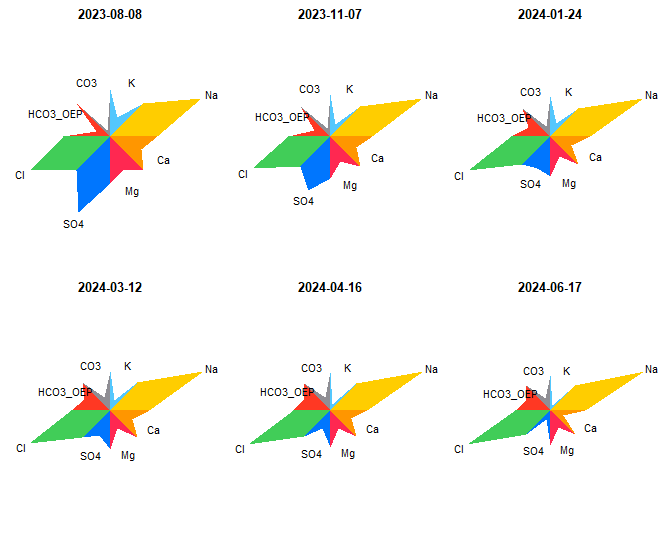 2023-08-08
2023-11-07
2024-01-24
CO3 K
Na
HCO3_OEP
Ca
Cl
Mg
SO4
CO3 K
Na
HCO3_OEP
Ca
Cl
Mg
SO4
CO3 K
Na
HCO3_OEP
Ca
Cl
SO4 Mg
2024-03-12
2024-04-16
2024-06-17
CO3 K
Na
HCO3_OEP
Ca
Cl
SO4 Mg
CO3 K
Na
HCO3_OEP
Ca
Cl
SO4 Mg
CO3 K
Na
HCO3_OEP
Ca
Cl
SO4 Mg